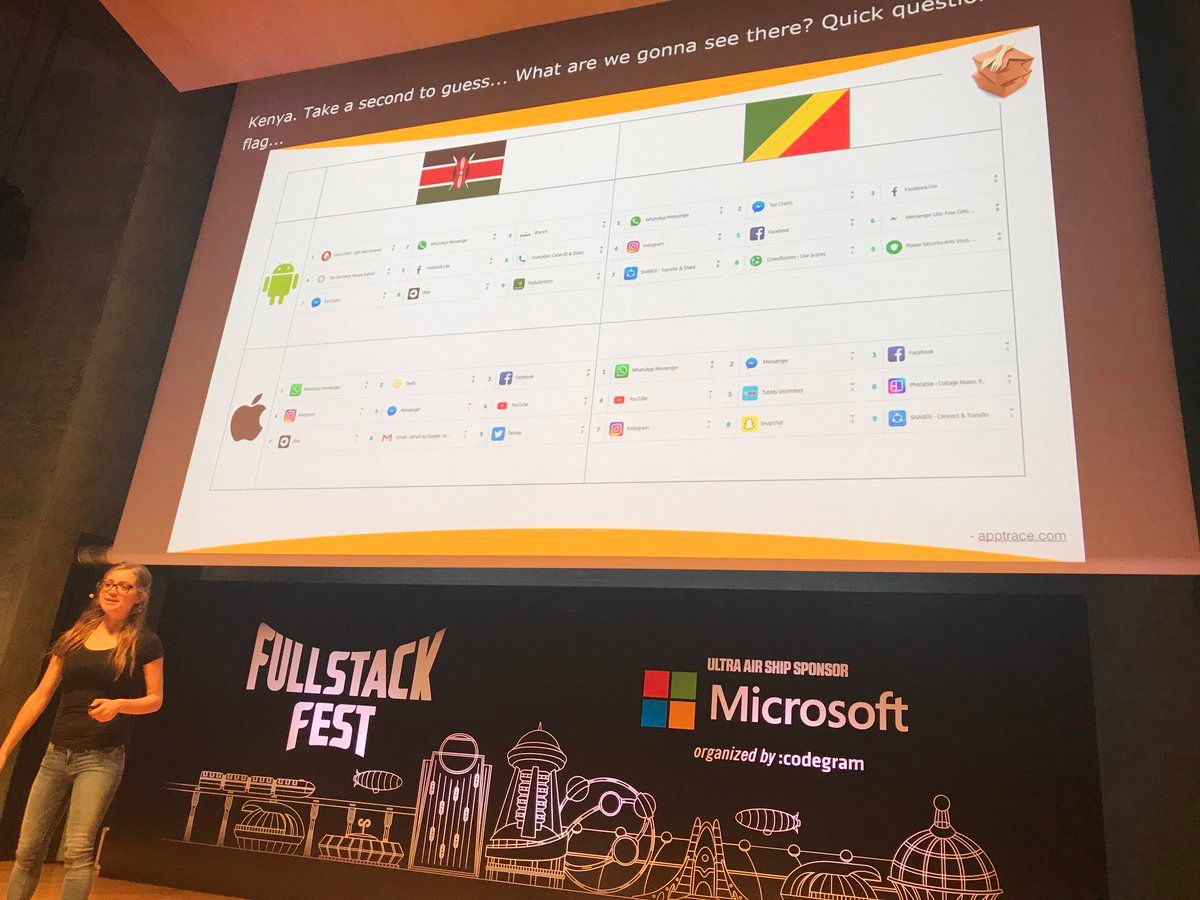 Kenya. Take a second to guess... What are we gonna see there? Quick questio
flag...
1 Opera Mini - fast web browser 2 WhatsApp Messenger 3 Branch
4 5 Facebook Lite 6 Truecaller: Caller ID & Dialer
7 Top Charts 8 Uber 9 MySafaricom
1 WhatsApp Messenger 2 Top Charts 3 Facebook Lite
4 Instagram 5 Facebook 6 Messenger Lite: Free Calls ...
7 SHAREit - Transfer & Share 8 CrowdScores - Live Scores 9 Power Security-Anti Virus, ...
1 WhatsApp Messenger 2 3 Facebook
4 Instagram 5 Messenger 6 YouTube
7 Uber 8 Gmail - email by Google: se... 9 Twitter
1 WhatsApp Messenger 2 Messenger 3 Facebook
4 YouTube 5 Tubidy Unlimited 6 Photable - Collage Maker, P...
7 Instagram 8 Snapchat 9 SHAREit - Connect & Transfer
- apptrace.com
FULLSTACK
FEST
ULTRA AIR SHIP SPONSOR
Microsoft
organized by :codegram